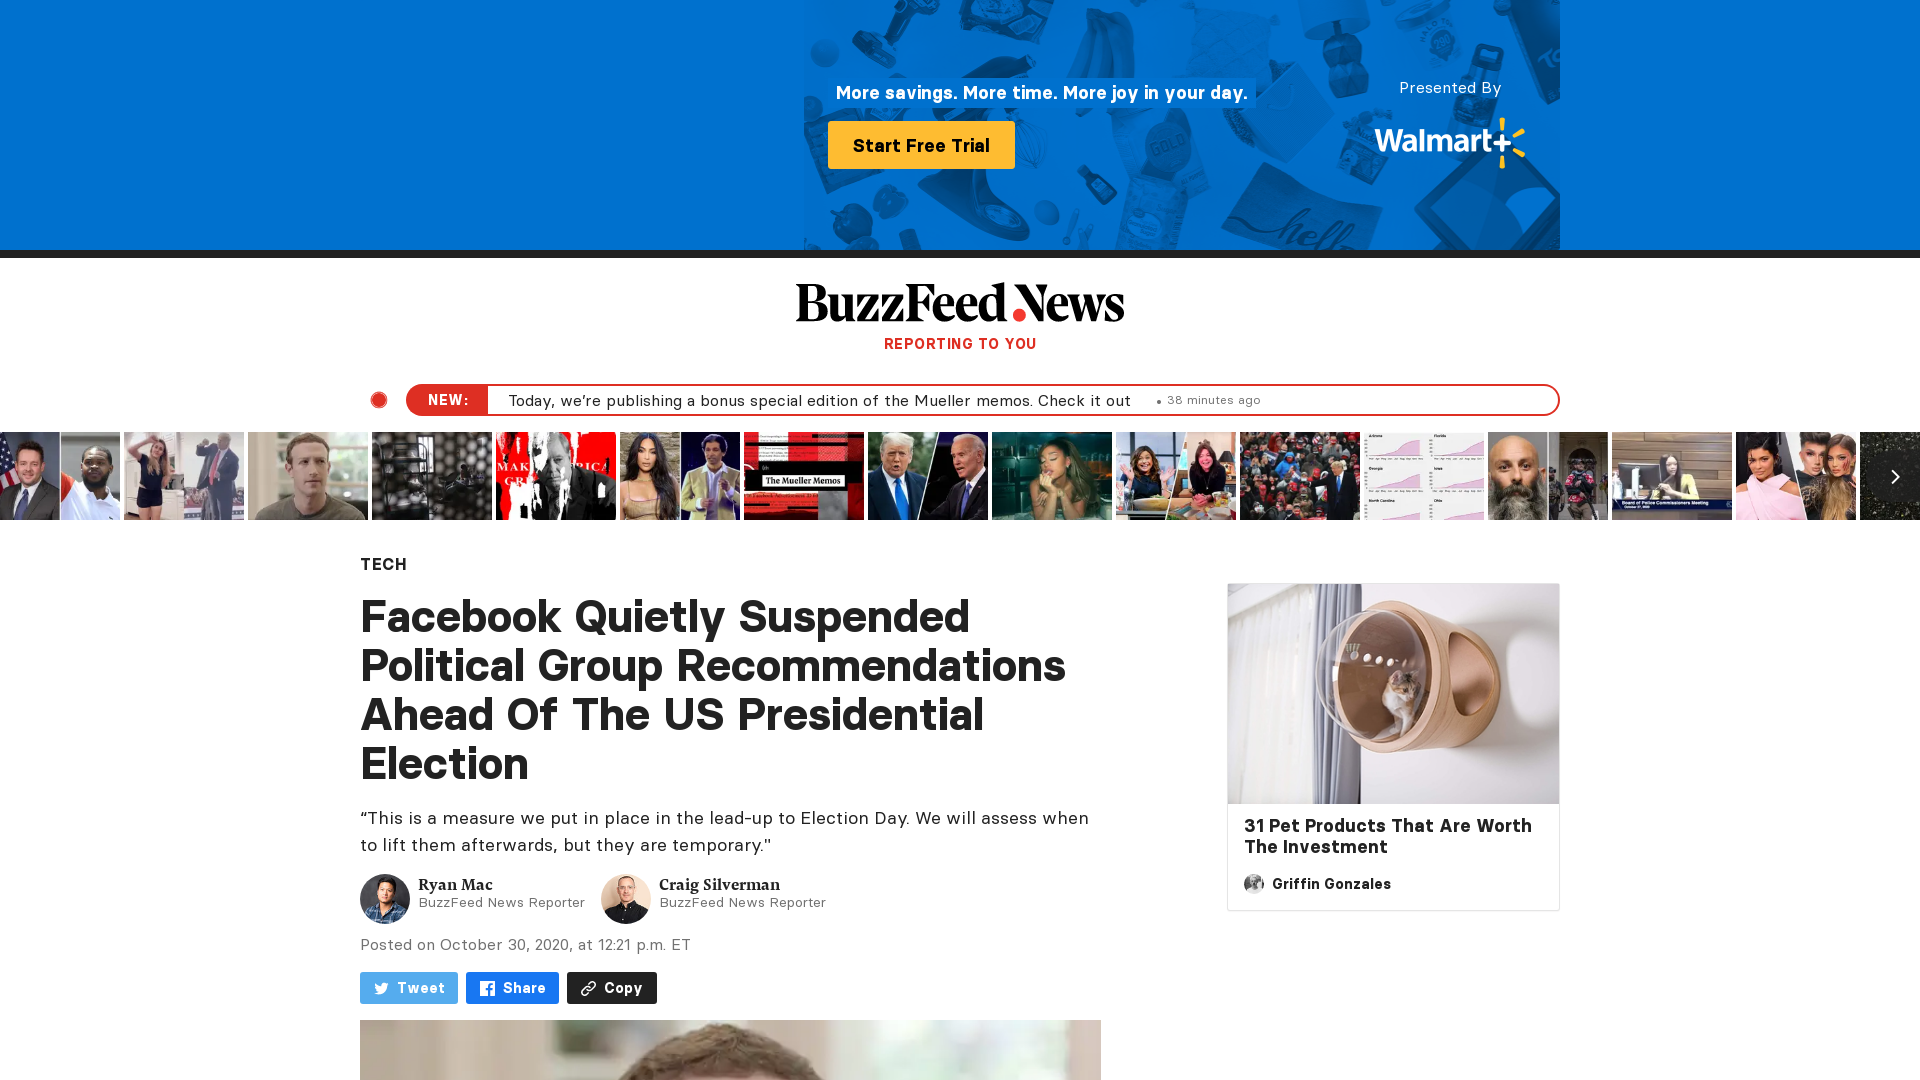 More savings. More time. More joy in your day.
Start Free Trial
Presented By
Walmart+
BuzzFeed News
REPORTING TO YOU
NEW:
Today, we’re publishing a bonus special edition of the Mueller memos. Check it out
• 38 minutes ago
The Mueller Memos
TECH
Facebook Quietly Suspended
Political Group Recommendations
Ahead Of The US Presidential
Election
“This is a measure we put in place in the lead-up to Election Day. We will assess when
to lift them afterwards, but they are temporary."
Ryan Mac
BuzzFeed News Reporter
Craig Silverman
BuzzFeed News Reporter
Posted on October 30, 2020, at 12:21 p.m. ET
Tweet
Share
Copy
31 Pet Products That Are Worth
The Investment
Griffin Gonzales